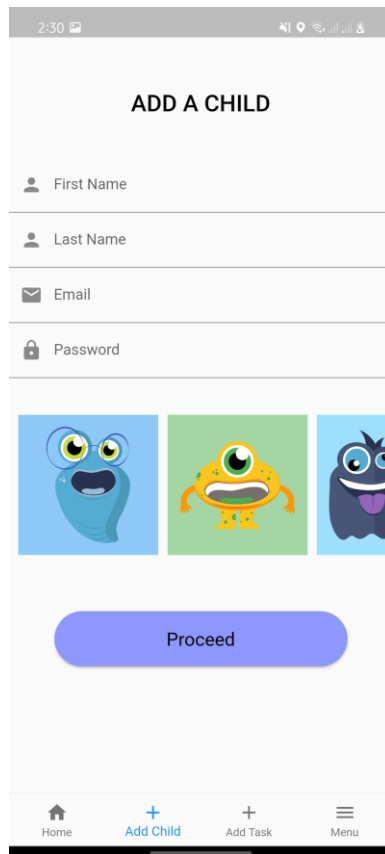 2:30
ADD A CHILD
First Name
Last Name
Email
Password
Proceed
Home
Add Child
Add Task
Menu